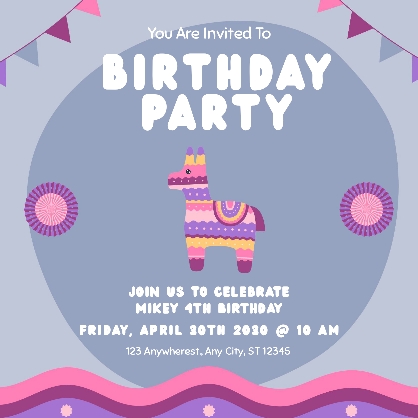 You Are Invited To
BIRTHDAY
PARTY
JOIN US TO CELEBRATE
MIKEY 4TH BIRTHDAY
FRIDAY, APRIL 30TH 2030 @ 10 AM
123 Anywherest, Any City, ST 12345